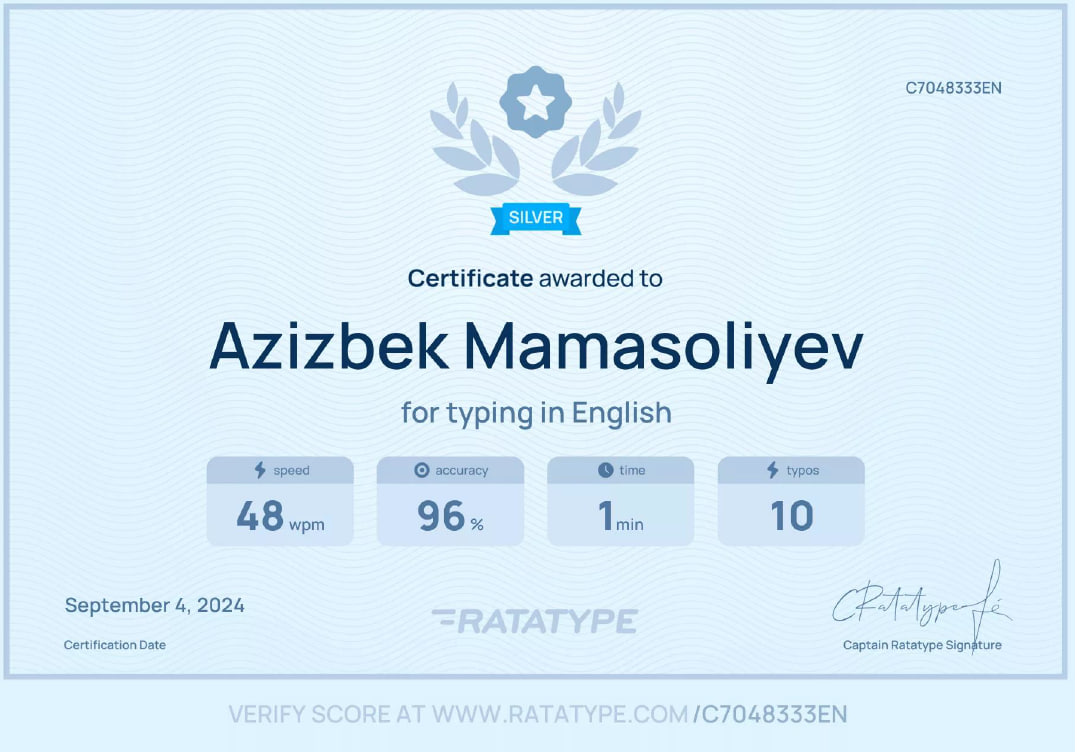 C7048333EN
SILVER
Certificate awarded to
Azizbek Mamasoliyev
for typing in English
speed
48 wpm
accuracy
96 %
time
1 min
typos
10
September 4, 2024
Certification Date
RATATYPE
CRatatype-fé
Captain Ratatype Signature
VERIFY SCORE AT WWW.RATATYPE.COM/C7048333EN